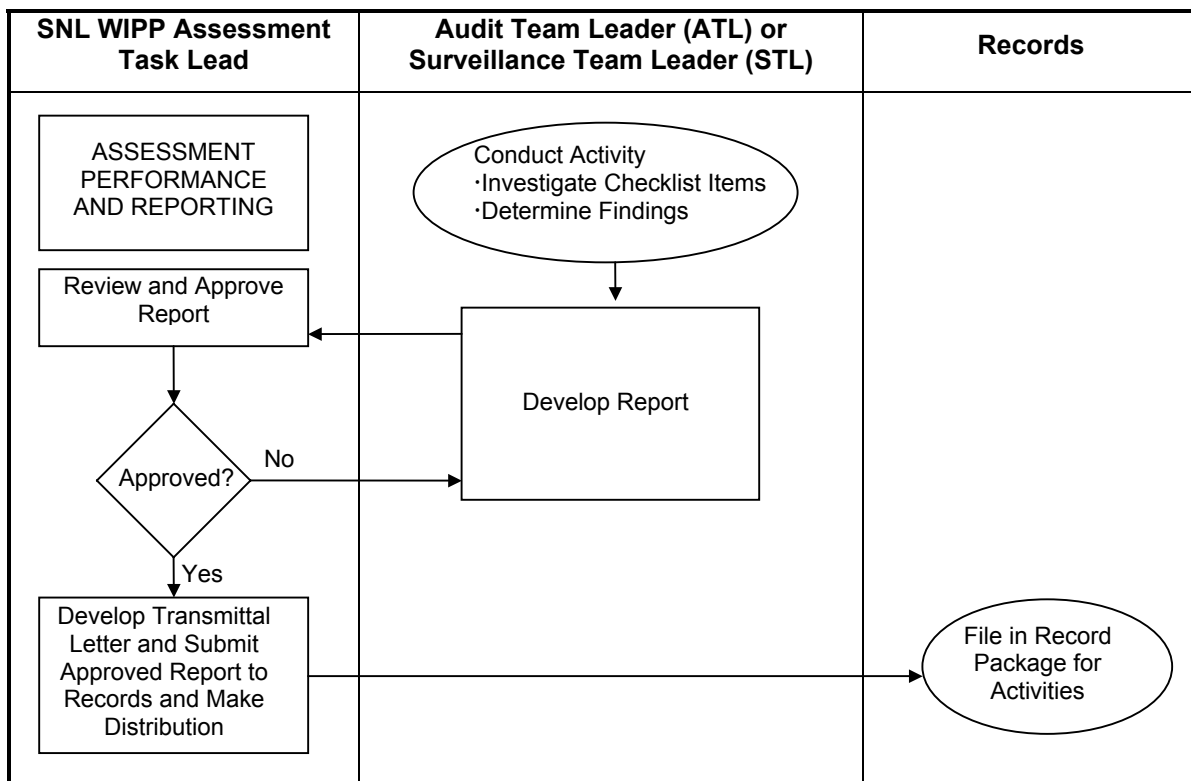 SNL WIPP Assessment
Task Lead
Audit Team Leader (ATL) or
Surveillance Team Leader (STL)
Records
ASSESSMENT
PERFORMANCE
AND REPORTING
Conduct Activity
·Investigate Checklist Items
·Determine Findings
Review and Approve
Report
Develop Report
Approved?
No
Yes
Develop Transmittal
Letter and Submit
Approved Report to
Records and Make
Distribution
File in Record
Package for
Activities